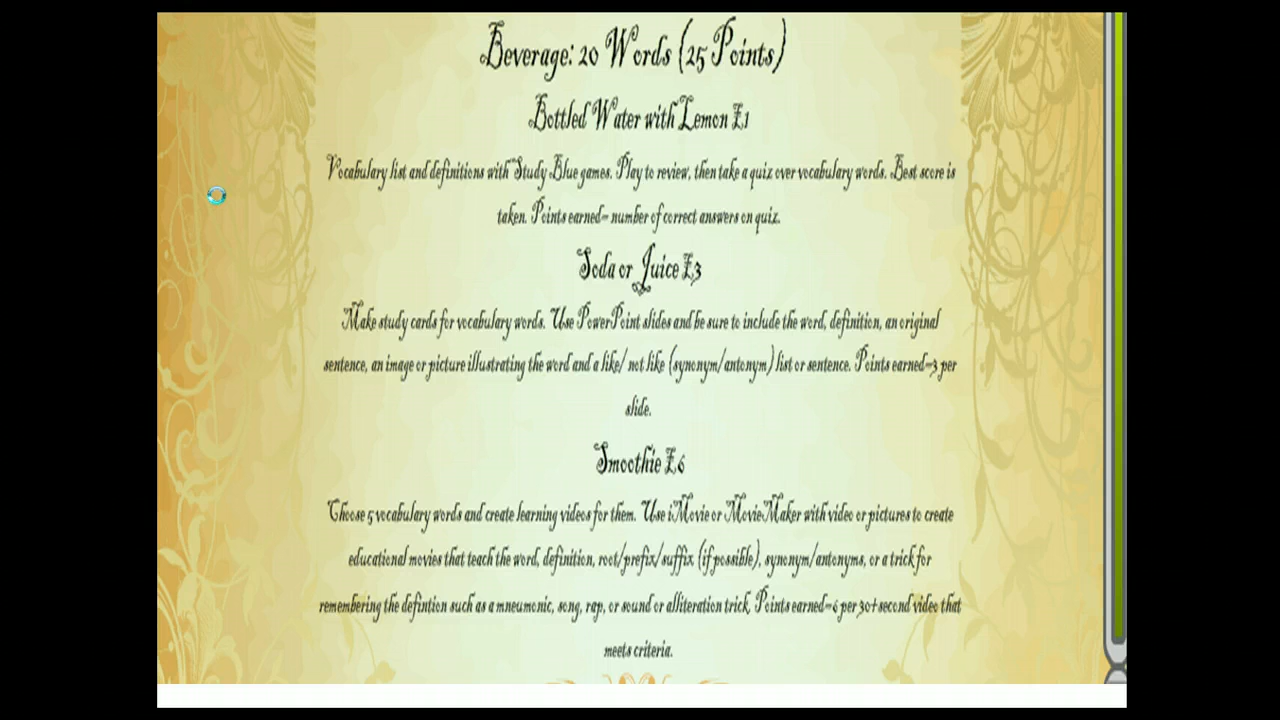 Beverage: 20 Words (25 Points)
Bottled Water with Lemon £1
Vocabulary list and definitions with Study Blue games. Play to review, then take a quiz over vocabulary words. Best score is
taken. Points earned= number of correct answers on quiz.
Soda or Juice £3
Make study cards for vocabulary words. Use PowerPoint slides and be sure to include the word, definition, an original
sentence, an image or picture illustrating the word and a like/ not like (synonym/antonym) list or sentence. Points earned=3 per
slide.
Smoothie £6
Choose 5 vocabulary words and create learning videos for them. Use iMovie or MovieMaker with video or pictures to create
educational movies that teach the word, definition, root/prefix/suffix (if possible), synonym/antonyms, or a trick for
remembering the defintion such as a mneumonic, song, rap, or sound or alliteration trick. Points earned=6 per 30+second video that
meets criteria.